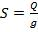 S = Q/g